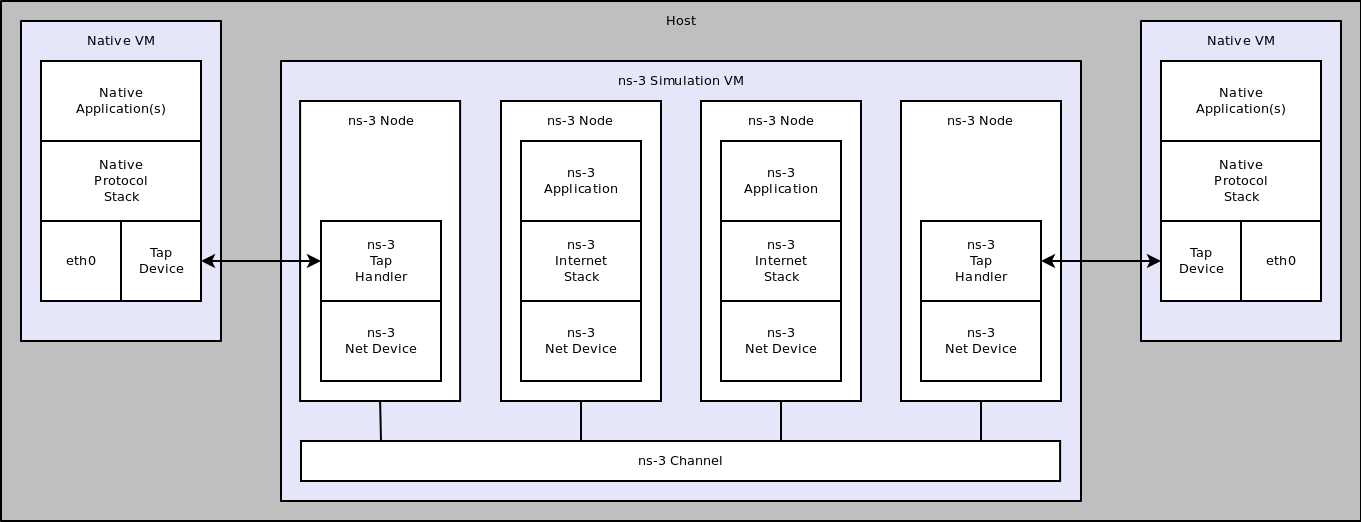 Host
Native VM
Native
Application(s)
Native
Protocol
Stack
eth0
Tap
Device
ns-3 Simulation VM
ns-3 Node
ns-3
Tap
Handler
ns-3
Net Device
ns-3 Node
ns-3
Application
ns-3
Internet
Stack
ns-3
Net Device
ns-3 Node
ns-3
Application
ns-3
Internet
Stack
ns-3
Net Device
ns-3 Node
ns-3
Tap
Handler
ns-3
Net Device
ns-3 Channel
Native VM
Native
Application(s)
Native
Protocol
Stack
Tap
Device
eth0